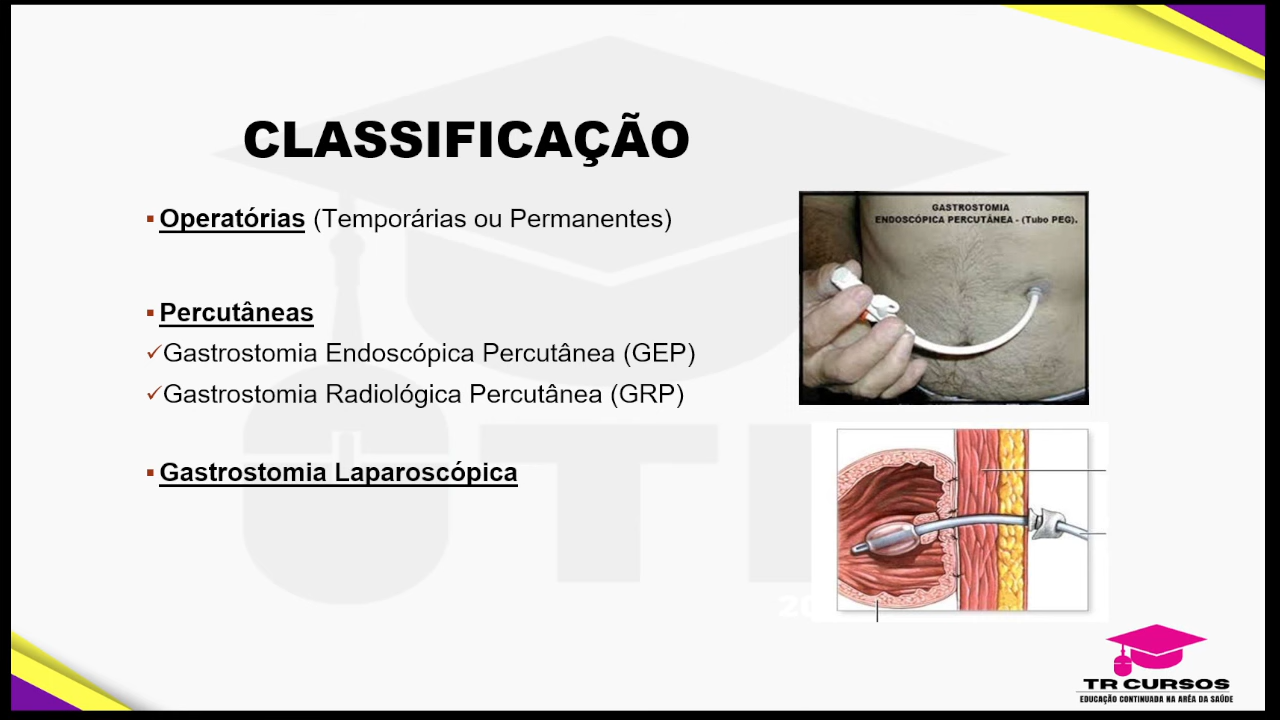 CLASSIFICAÇÃO
Operatórias (Temporárias ou Permanentes)
Percutâneas
Gastrostomia Endoscópica Percutânea (GEP)
Gastrostomia Radiológica Percutânea (GRP)
Gastrostomia Laparoscópica
GASTROSTOMIA
ENDOSCÓPICA PERCUTÂNEA - (Tubo PEG).
TR CURSOS
EDUCAÇÃO CONTINUADA NA ARÊA DA SAÚDE